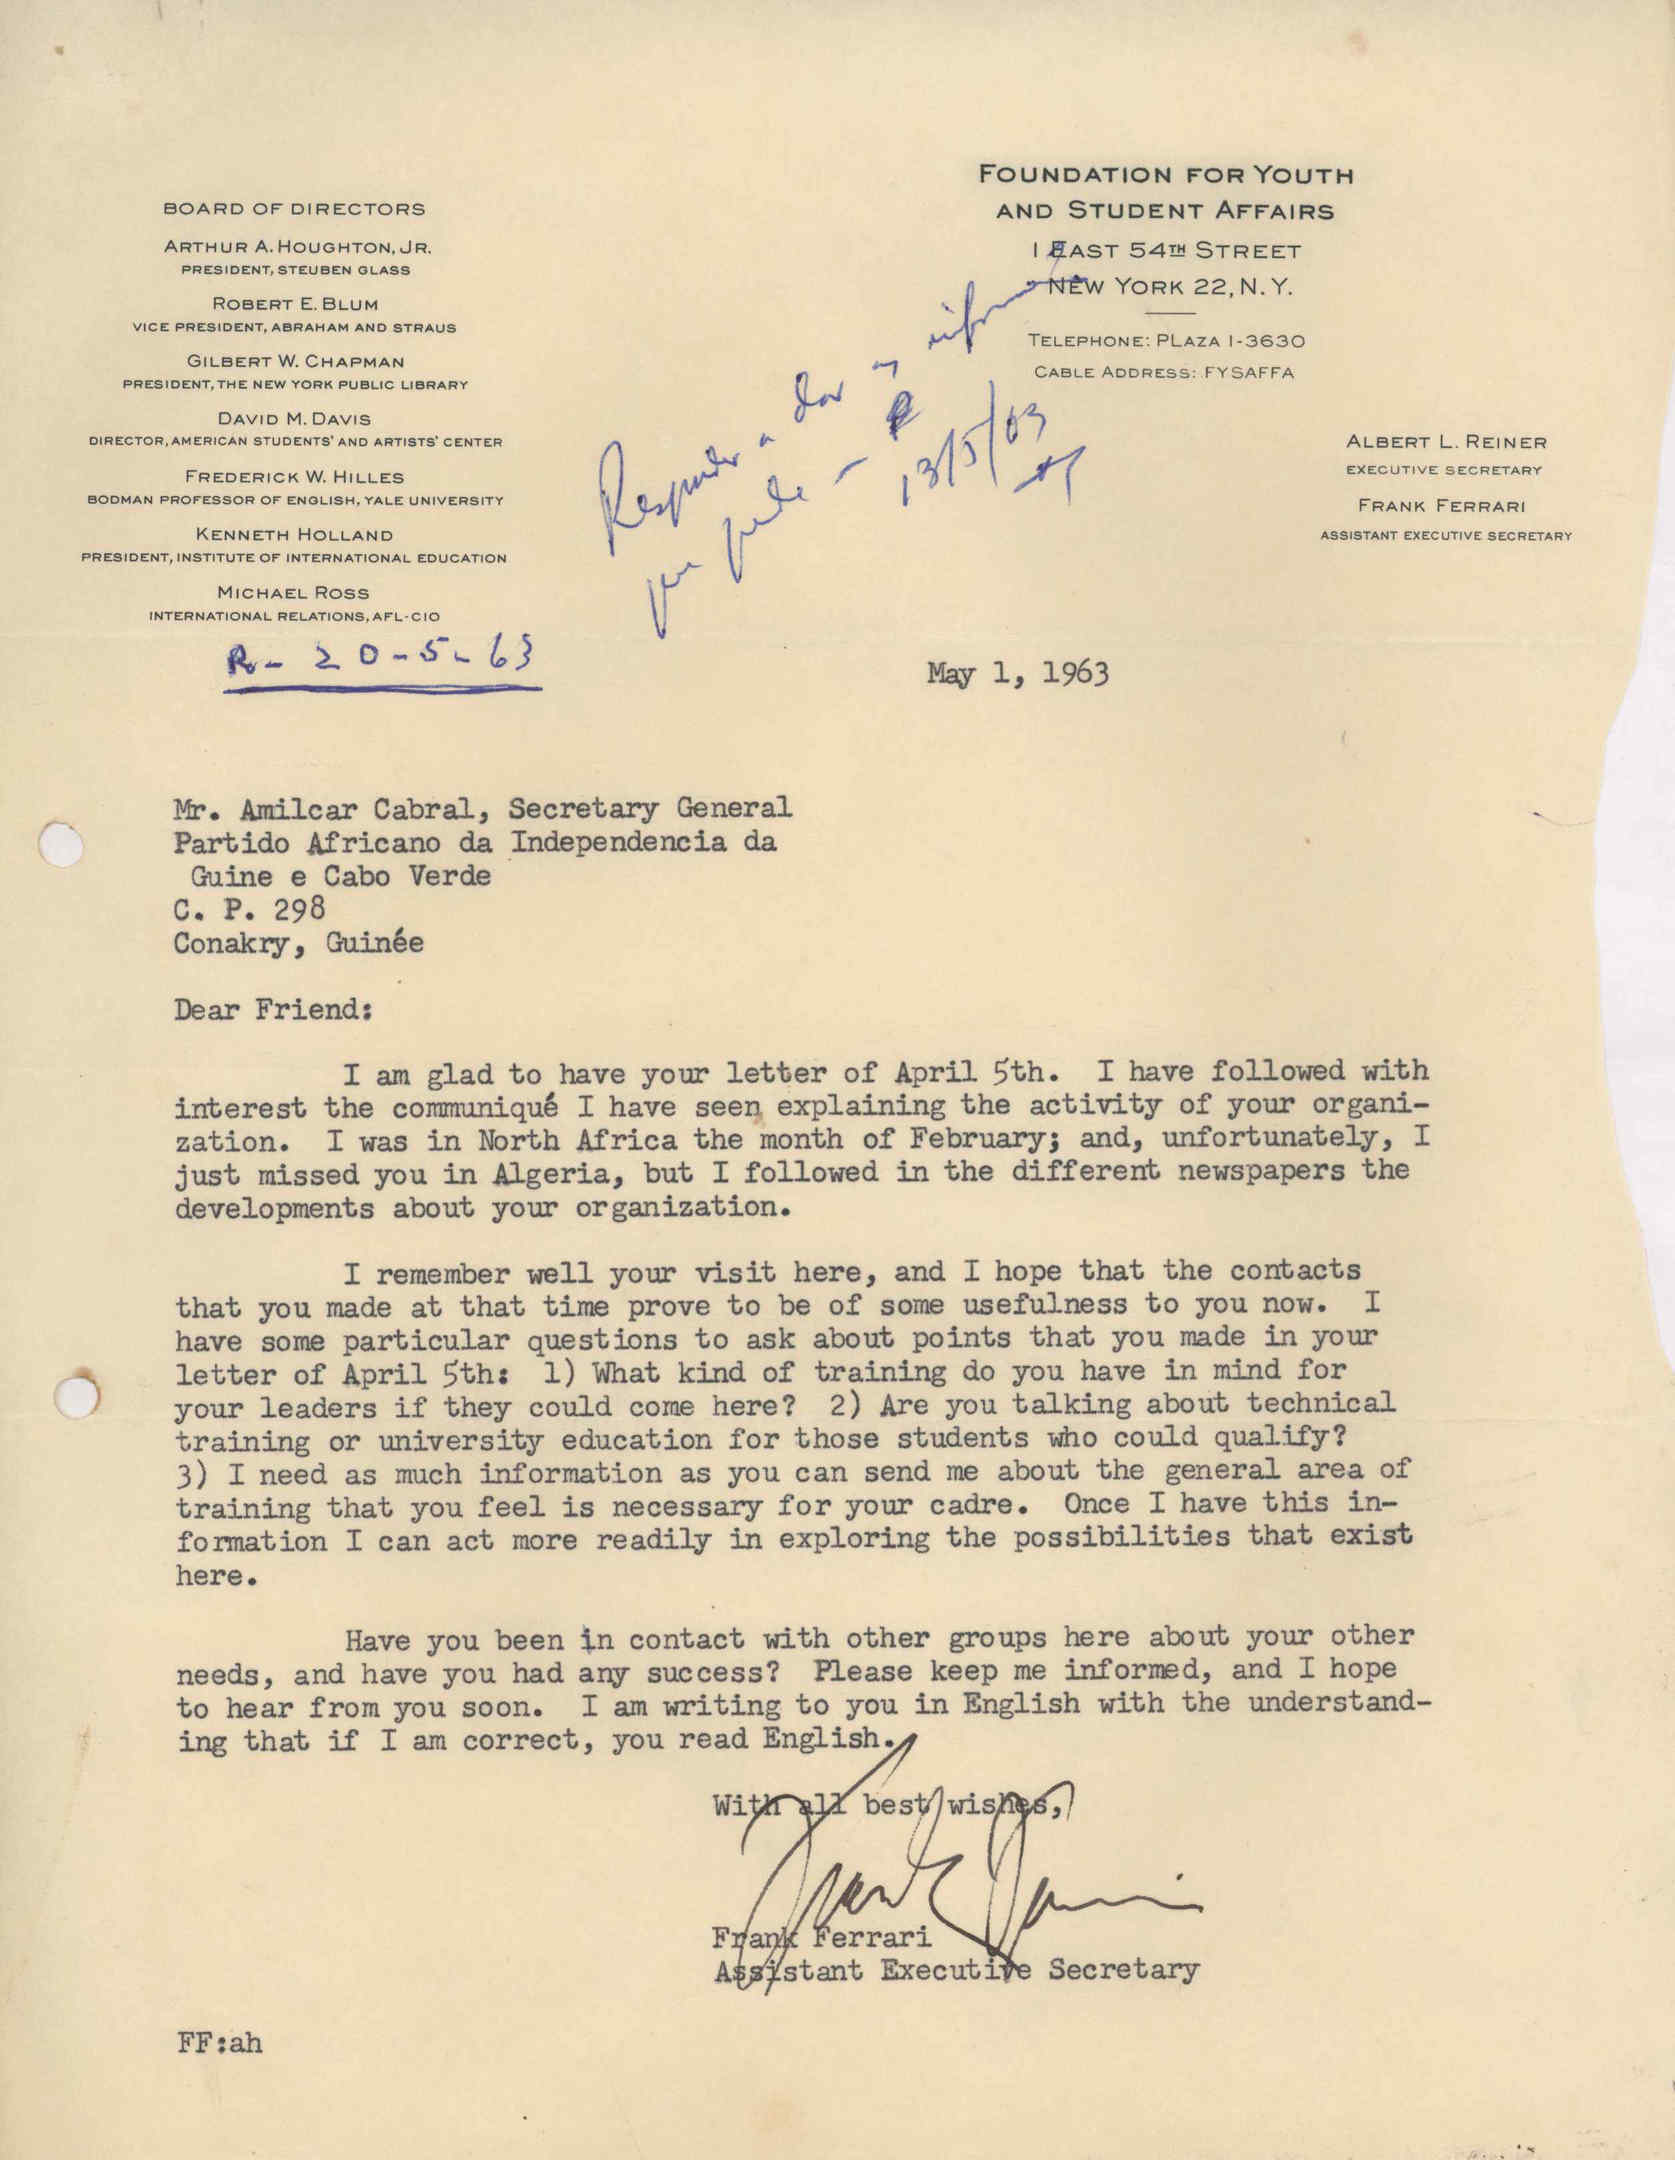 FOUNDATION FOR YOUTH
AND STUDENT AFFAIRS
1 EAST 54TH STREET
NEW YORK 22, N. Y.
TELEPHONE: PLAZA 1-3630
CABLE ADDRESS: FYSAFFA
BOARD OF DIRECTORS
ARTHUR A. HOUGHTON, JR.
PRESIDENT, STEUBEN GLASS
ROBERT E. BLUM
VICE PRESIDENT, ABRAHAM AND STRAUS
GILBERT W. CHAPMAN
PRESIDENT, THE NEW YORK PUBLIC LIBRARY
DAVID M. DAVIS
DIRECTOR, AMERICAN STUDENTS' AND ARTISTS' CENTER
FREDERICK W. HILLES
BODMAN PROFESSOR OF ENGLISH, YALE UNIVERSITY
KENNETH HOLLAND
PRESIDENT, INSTITUTE OF INTERNATIONAL EDUCATION
MICHAEL ROSS
INTERNATIONAL RELATIONS, AFL-CIO
ALBERT L. REINER
EXECUTIVE SECRETARY
FRANK FERRARI
ASSISTANT EXECUTIVE SECRETARY
Responder a dar as
que pede -
13/5/63
R- 20-5-63
May 1, 1963
Mr. Amilcar Cabral, Secretary General
Partido Africano da Independencia da
Guine e Cabo Verde
C. P. 298
Conakry, Guinée
Dear Friend:
I am glad to have your letter of April 5th. I have followed with
interest the communiqué I have seen explaining the activity of your organi-
zation. I was in North Africa the month of February; and, unfortunately, I
just missed you in Algeria, but I followed in the different newspapers the
developments about your organization.
I remember well your visit here, and I hope that the contacts
that you made at that time prove to be of some usefulness to you now. I
have some particular questions to ask about points that you made in your
letter of April 5th: 1) What kind of training do you have in mind for
your leaders if they could come here? 2) Are you talking about technical
training or university education for those students who could qualify?
3) I need as much information as you can send me about the general area of
training that you feel is necessary for your cadre. Once I have this in-
formation I can act more readily in exploring the possibilities that exist
here.
Have you been in contact with other groups here about your other
needs, and have you had any success? Please keep me informed, and I hope
to hear from you soon. I am writing to you in English with the understand-
ing that if I am correct, you read English.
With all best wishes,
Frank Ferrari
Frank Ferrari
Assistant Executive Secretary
FF:ah